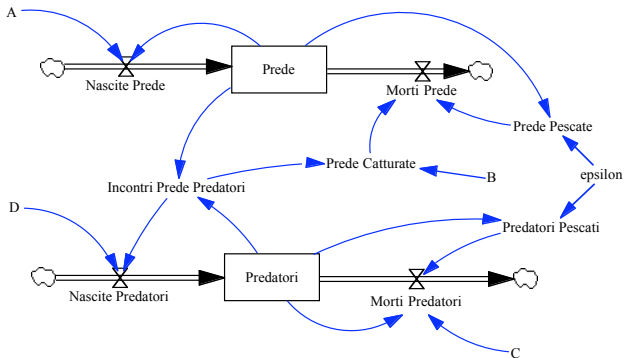 A
Prede
Nascite Prede
Morti Prede
Prede Pescate
Prede Catturate
epsilon
B
Incontri Prede Predatori
D
Predatori Pescati
Predatori
Nascite Predatori
Morti Predatori
C